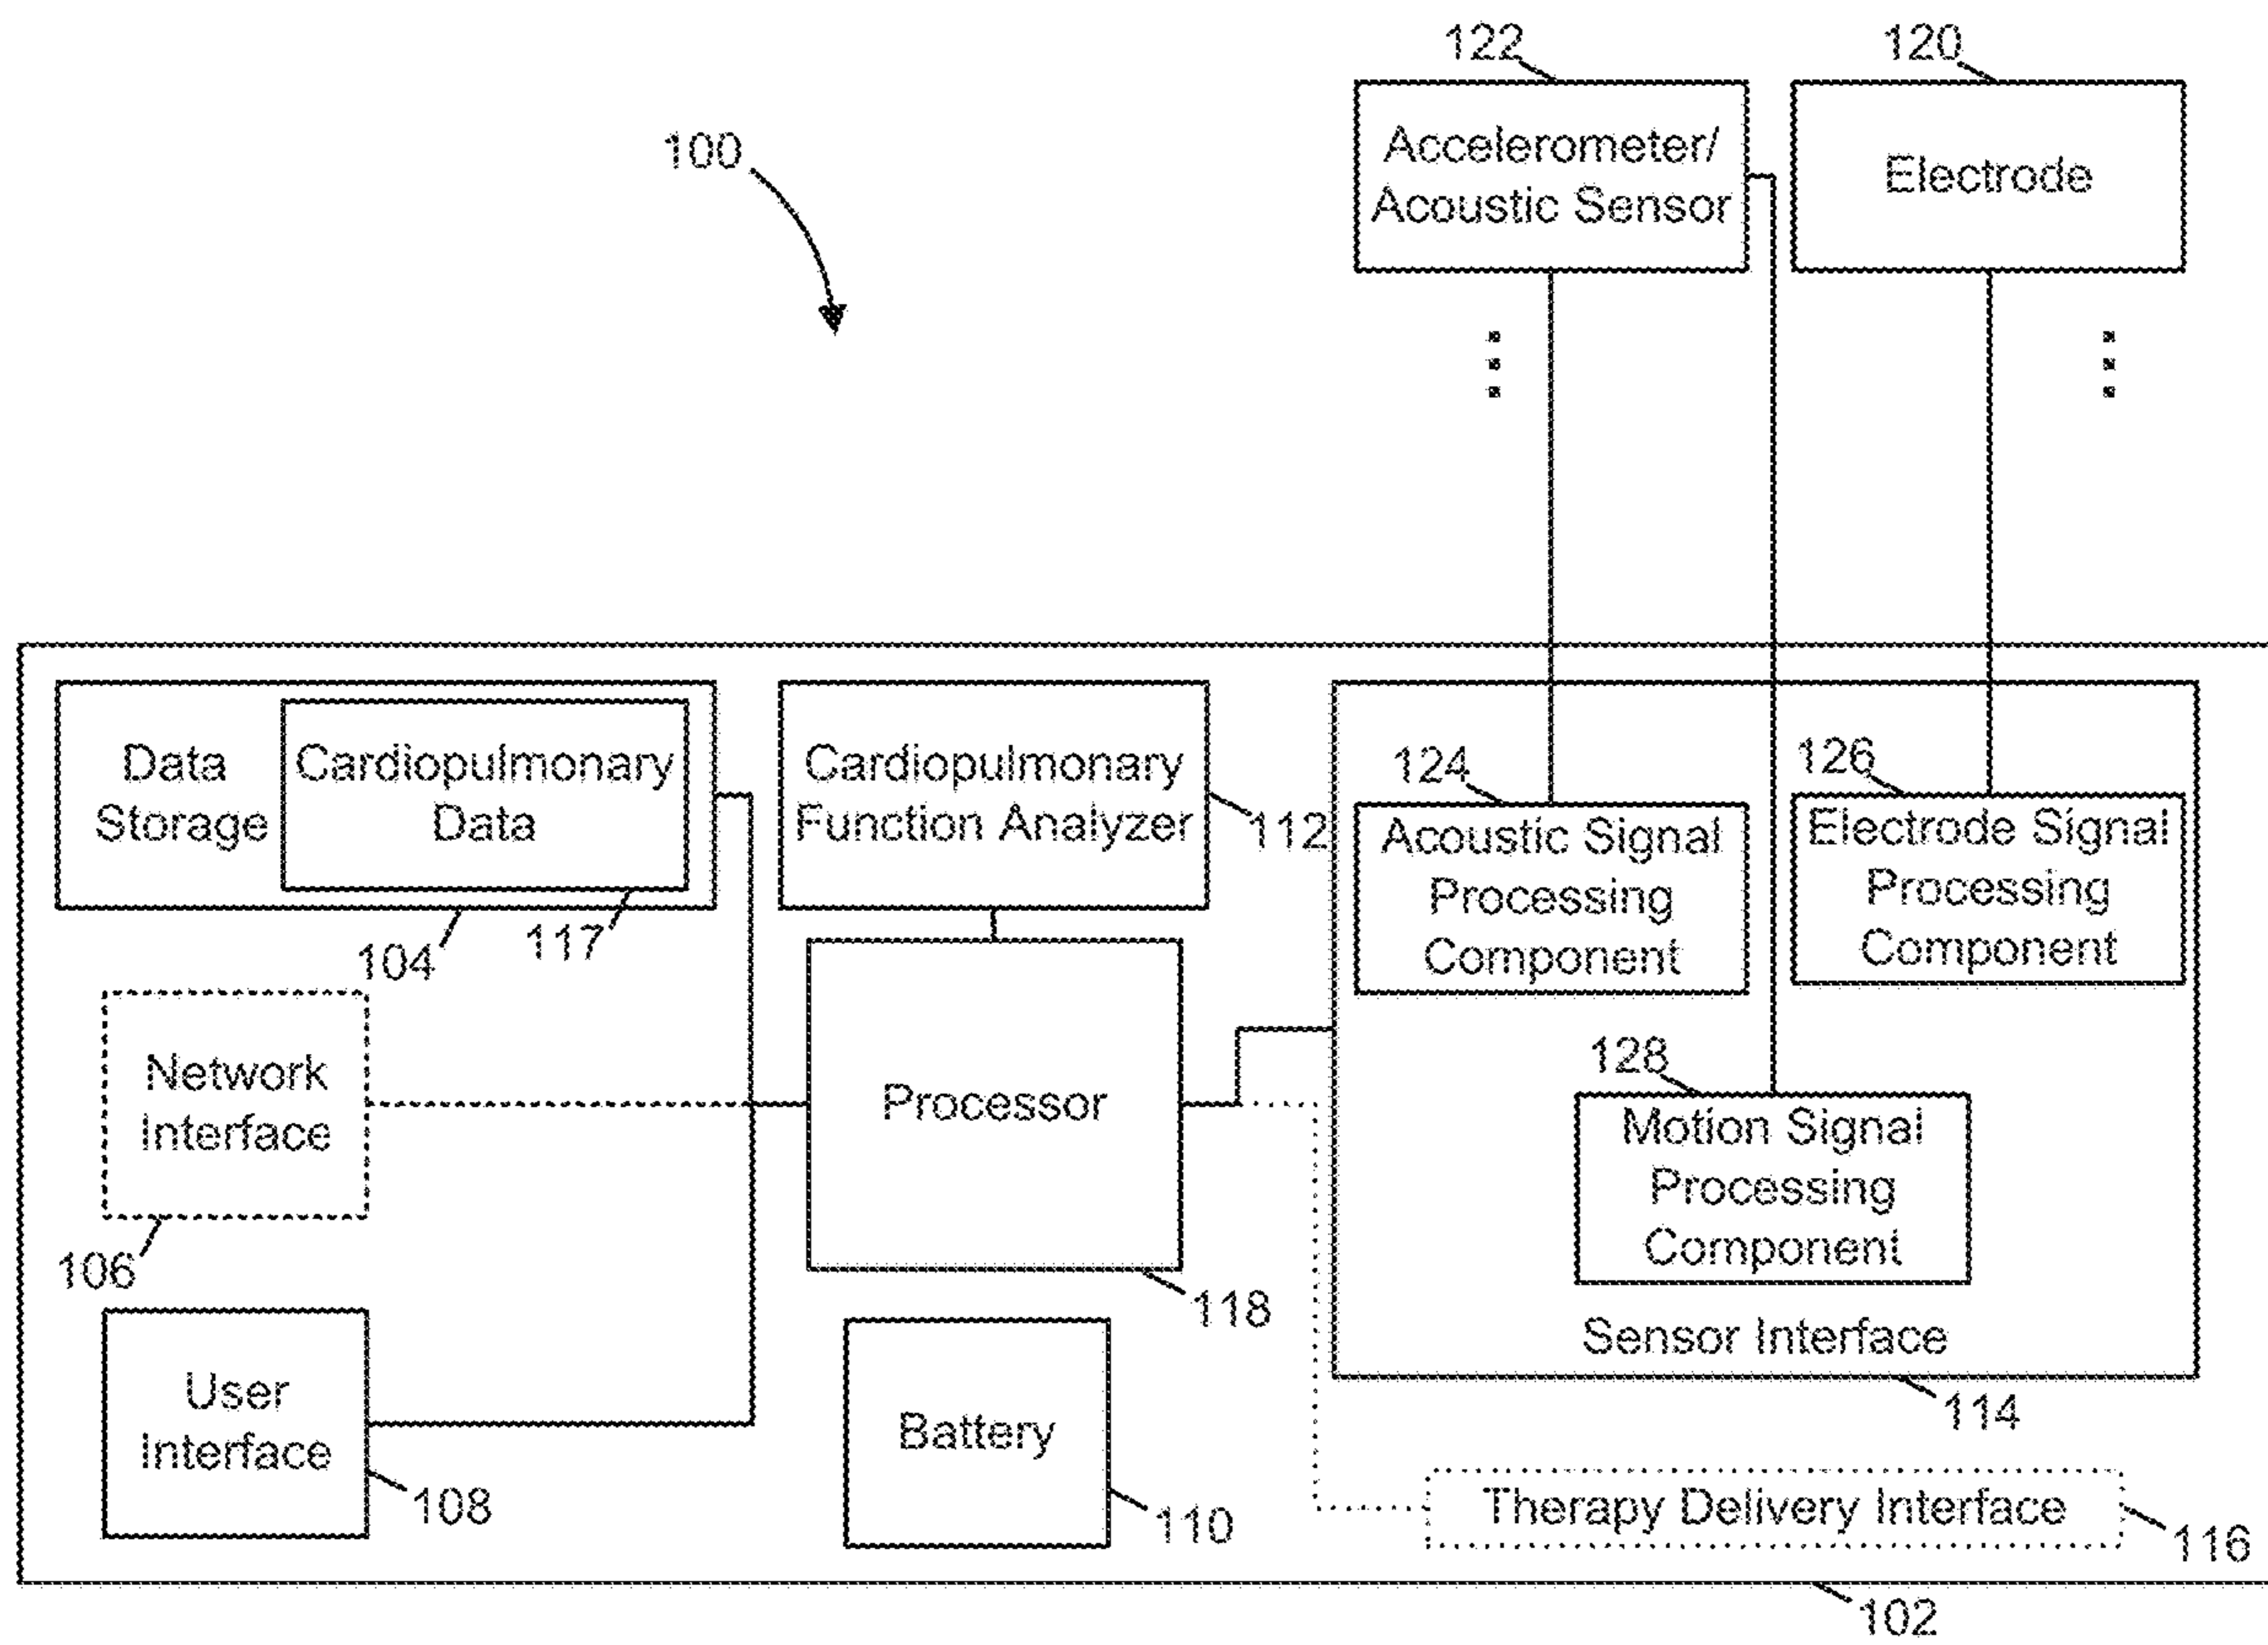 122
120
100
Accelerometer/
Acoustic Sensor
Electrode
Data
Storage
Cardiopulmonary
Data
Cardiopulmonary
Function Analyzer
112
124
126
Acoustic Signal
Processing
Component
Electrode Signal
Processing
Component
104
117
Network
Interface
Processor
128
Motion Signal
Processing
Component
106
118
Sensor Interface
User
Interface
Battery
114
108
110
Therapy Delivery Interface
116
102